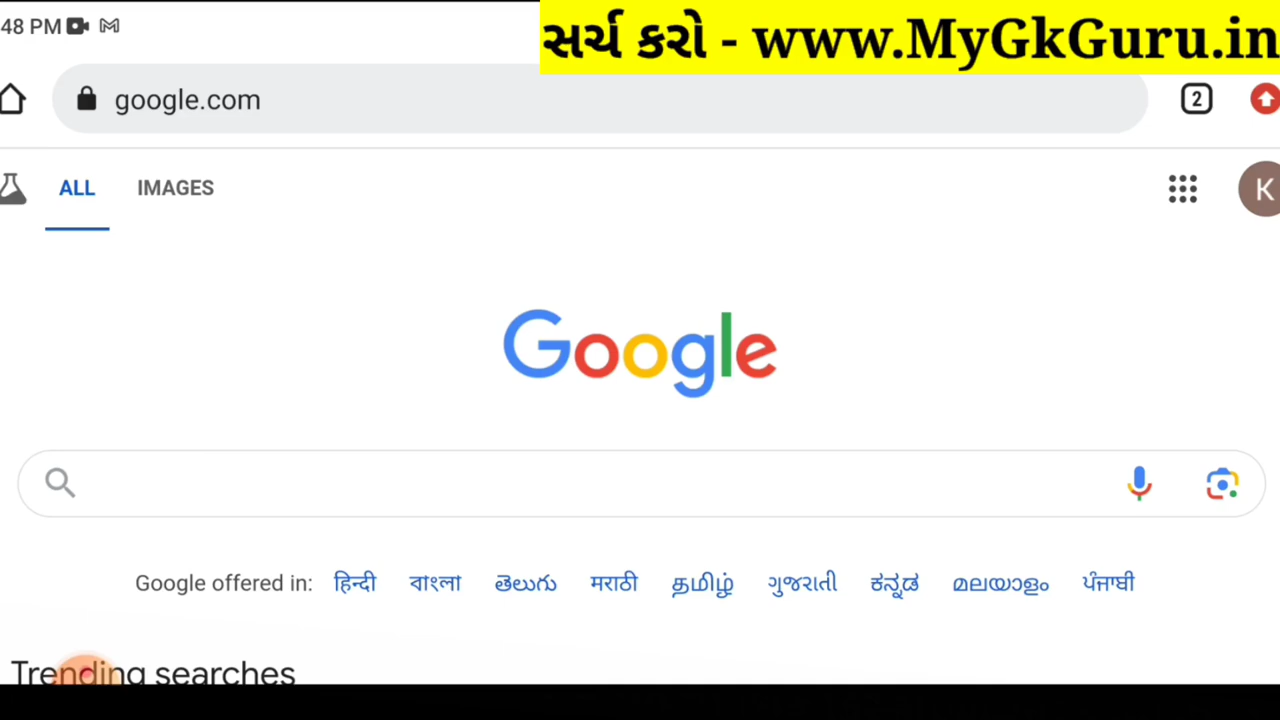 48 PM
સર્ચ કરો - www.MyGkGuru.in
google.com
2
ALL IMAGES
K
Google
Google offered in: हिन्दी বাংলা తెలుగు मराठी தமிழ் ગુજરાતી ಕನ್ನಡ മലയാളം ਪੰਜਾਬੀ
Trending searches